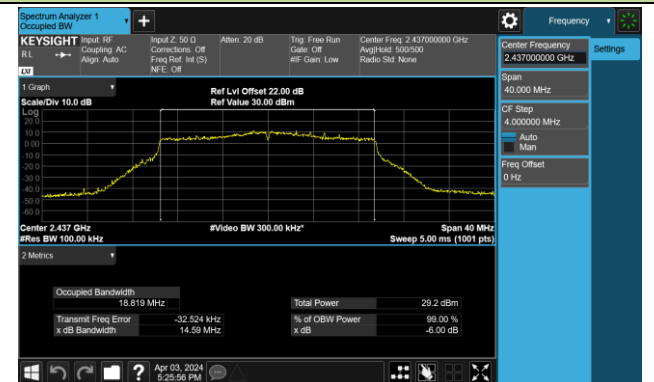 Spectrum Analyzer 1
Occupied BW
Frequency
KEYSIGHT
Input: RF
Coupling: AC
Align: Auto
Input Z: 50 Ω
Corrections: Off
Freq Ref: Int (S)
NFE: Off
Atten: 20 dB
Trig: Free Run
Gate: Off
#IF Gain: Low
Center Freq: 2.437000000 GHz
Avg|Hold: 500/500
Radio Std: None
R L
LXI
Center Frequency
2.437000000 GHz
Settings
Span
40.000 MHz
CF Step
4.000000 MHz
Auto
Man
Freq Offset
0 Hz
1 Graph
Scale/Div 10.0 dB
Ref Lvl Offset 22.00 dB
Ref Value 30.00 dBm
Log
20.0
10.0
0.00
-10.0
-20.0
-30.0
-40.0
-50.0
-60.0
Center 2.437 GHz
#Res BW 100.00 kHz
#Video BW 300.00 kHz*
Span 40 MHz
Sweep 5.00 ms (1001 pts)
2 Metrics
Occupied Bandwidth
18.819 MHz
Total Power 29.2 dBm
Transmit Freq Error -32.524 kHz
% of OBW Power 99.00 %
x dB Bandwidth 14.59 MHz
x dB -6.00 dB
Apr 03, 2024
5:25:56 PM